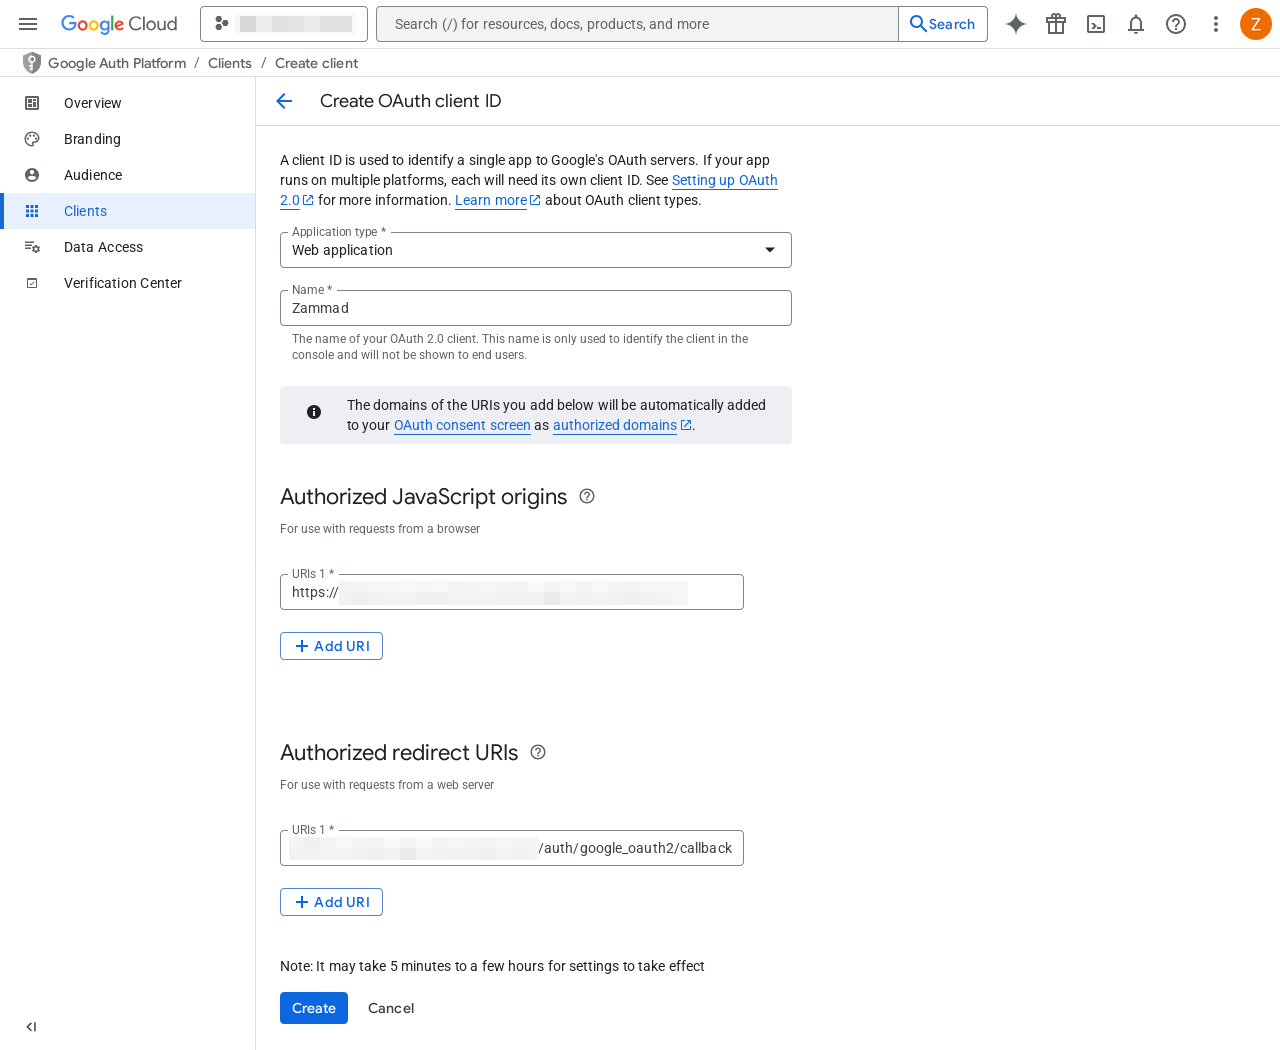 Google Cloud
Search (/) for resources, docs, products, and more
Search
Z
Google Auth Platform / Clients / Create client
Overview
Branding
Audience
Clients
Data Access
Verification Center
Create OAuth client ID
A client ID is used to identify a single app to Google's OAuth servers. If your app
runs on multiple platforms, each will need its own client ID. See Setting up OAuth
2.0 for more information. Learn more about OAuth client types.
Application type *
Web application
Name *
Zammad
The name of your OAuth 2.0 client. This name is only used to identify the client in the
console and will not be shown to end users.
The domains of the URIs you add below will be automatically added
to your OAuth consent screen as authorized domains.
Authorized JavaScript origins
For use with requests from a browser
URIs 1 *
https://
Add URI
Authorized redirect URIs
For use with requests from a web server
URIs 1 *
/auth/google_oauth2/callback
Add URI
Note: It may take 5 minutes to a few hours for settings to take effect
Create
Cancel